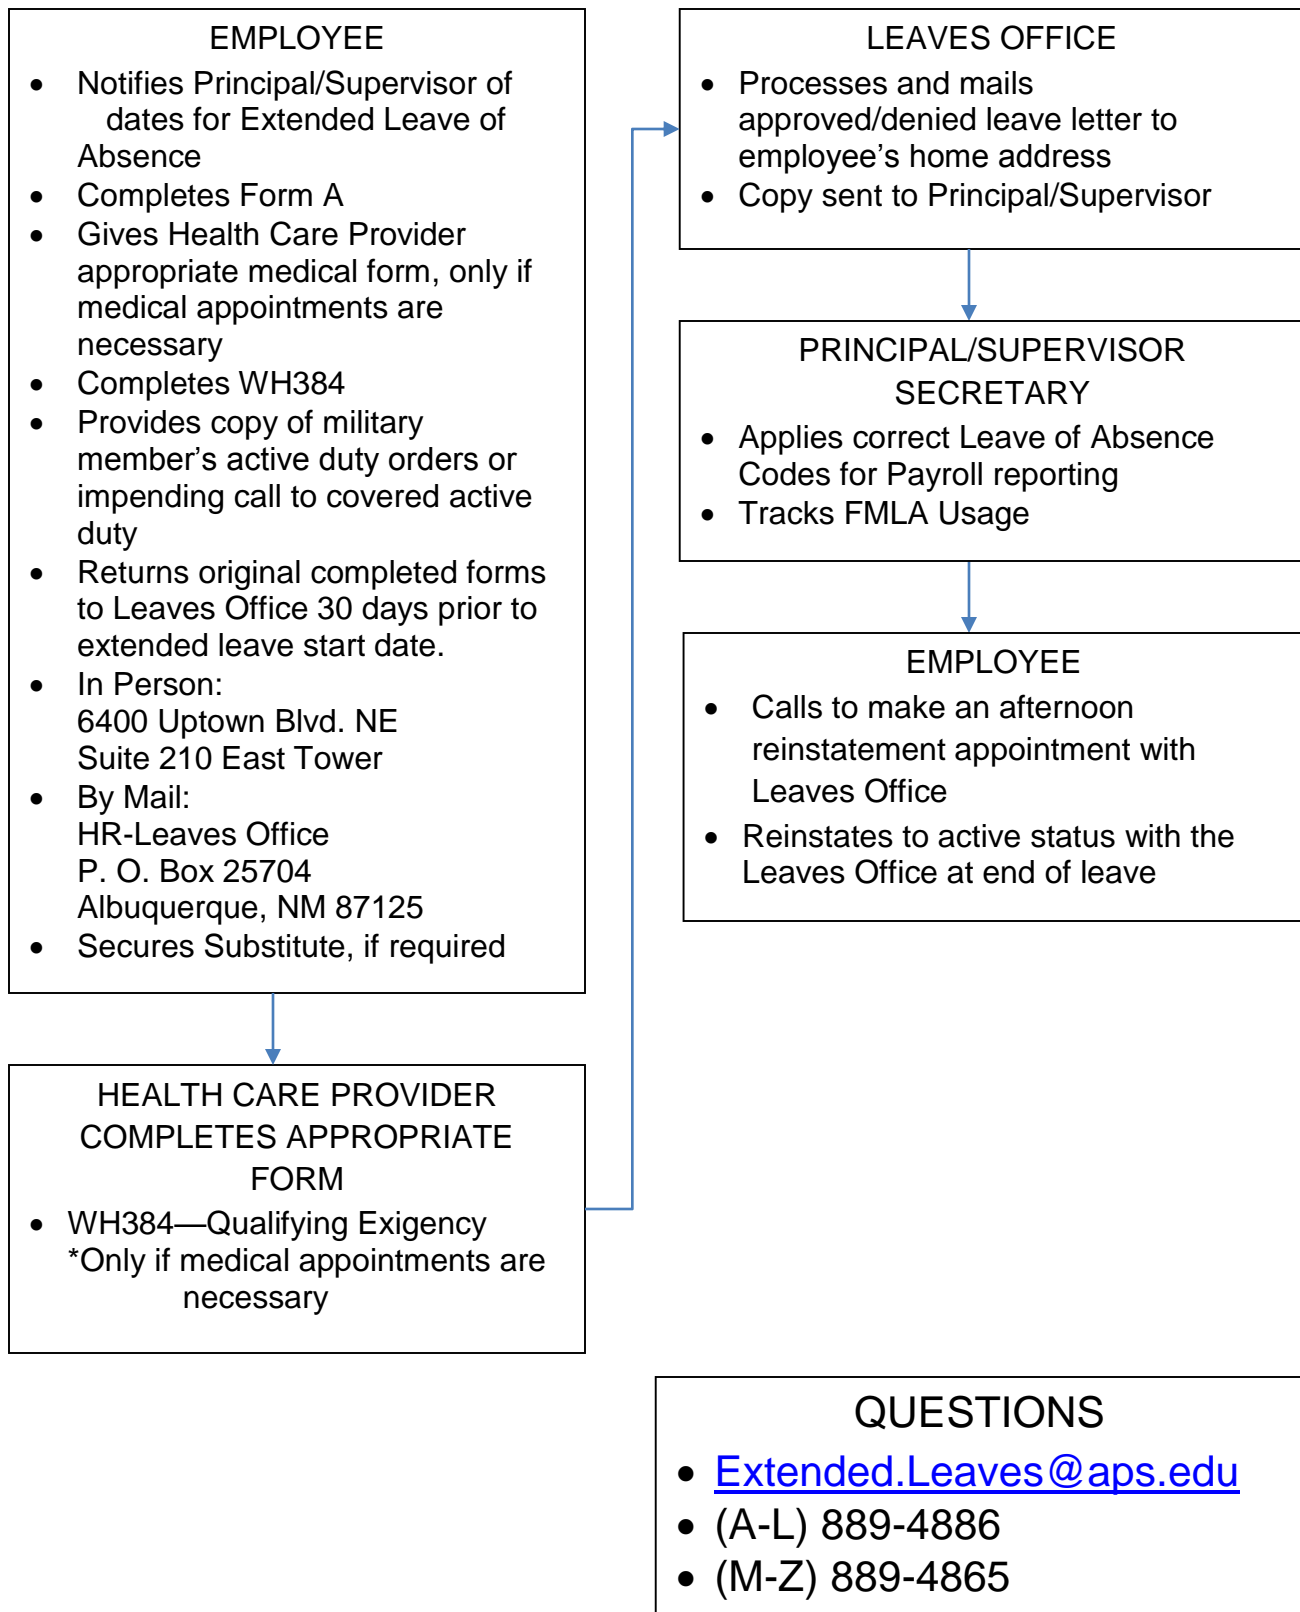 EMPLOYEE
• Notifies Principal/Supervisor of
dates for Extended Leave of
Absence
• Completes Form A
• Gives Health Care Provider
appropriate medical form, only if
medical appointments are
necessary
• Completes WH384
• Provides copy of military
member’s active duty orders or
impending call to covered active
duty
• Returns original completed forms
to Leaves Office 30 days prior to
extended leave start date.
• In Person:
6400 Uptown Blvd. NE
Suite 210 East Tower
• By Mail:
HR-Leaves Office
P. O. Box 25704
Albuquerque, NM 87125
• Secures Substitute, if required
HEALTH CARE PROVIDER
COMPLETES APPROPRIATE
FORM
• WH384—Qualifying Exigency
*Only if medical appointments are
necessary
LEAVES OFFICE
• Processes and mails
approved/denied leave letter to
employee’s home address
• Copy sent to Principal/Supervisor
PRINCIPAL/SUPERVISOR
SECRETARY
• Applies correct Leave of Absence
Codes for Payroll reporting
• Tracks FMLA Usage
EMPLOYEE
• Calls to make an afternoon
reinstatement appointment with
Leaves Office
• Reinstates to active status with the
Leaves Office at end of leave
QUESTIONS
• Extended.Leaves@aps.edu
• (A-L) 889-4886
• (M-Z) 889-4865